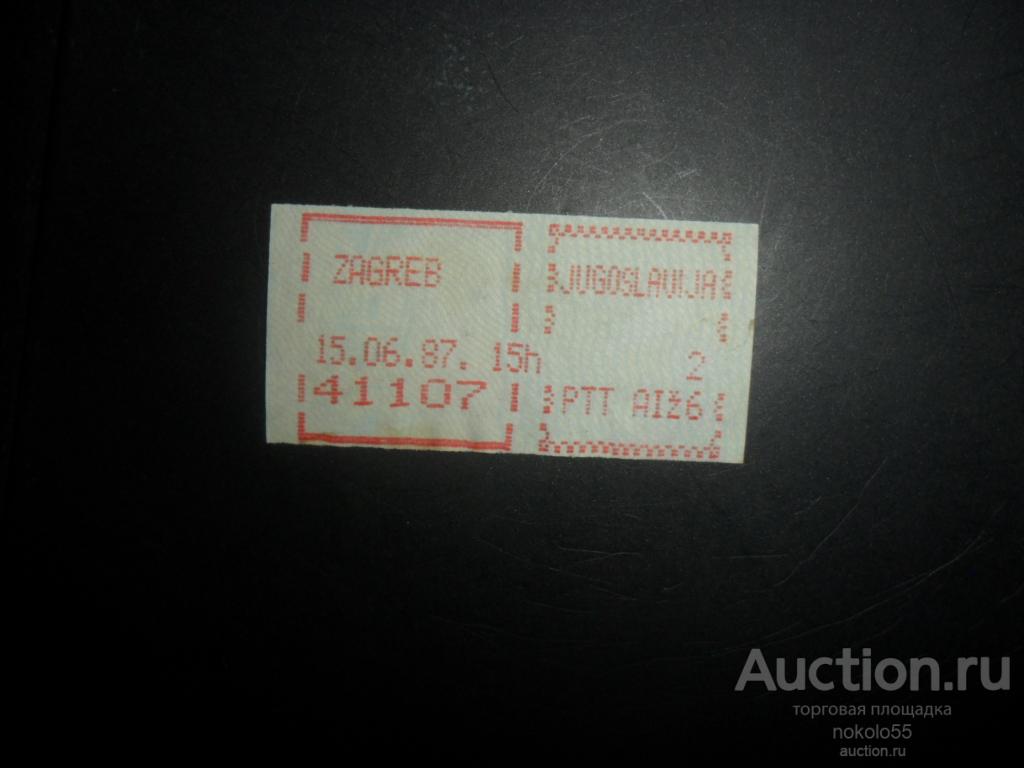 ZAGREB
15.06.87. 15h
41107
JUGOSLAVIJA
2
PTT AIŽ6
Auction.ru
торговая площадка
nokolo55
auction.ru